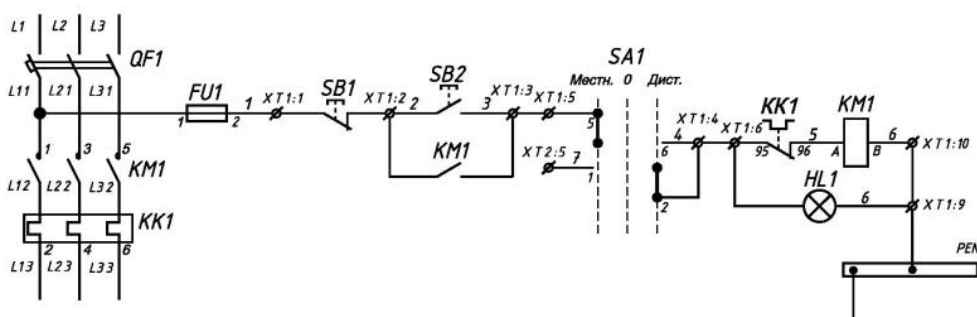 L1 L2 L3
QF1
L11 L21 L31
FU1
1 2
1
XT1:1
SB1
XT1:2
SB2
3
XT1:3
XT1:5
SA1
Местн. 0 Дист.
5
6
XT2:5
7
1
2
4
XT1:4
XT1:6
KK1
95 96
5
KM1
A B
6
XT1:10
HL1
6
XT1:9
PEN
2
KM1
1 3 5
KM1
L12 L22 L32
KK1
2 4 6
L13 L23 L33